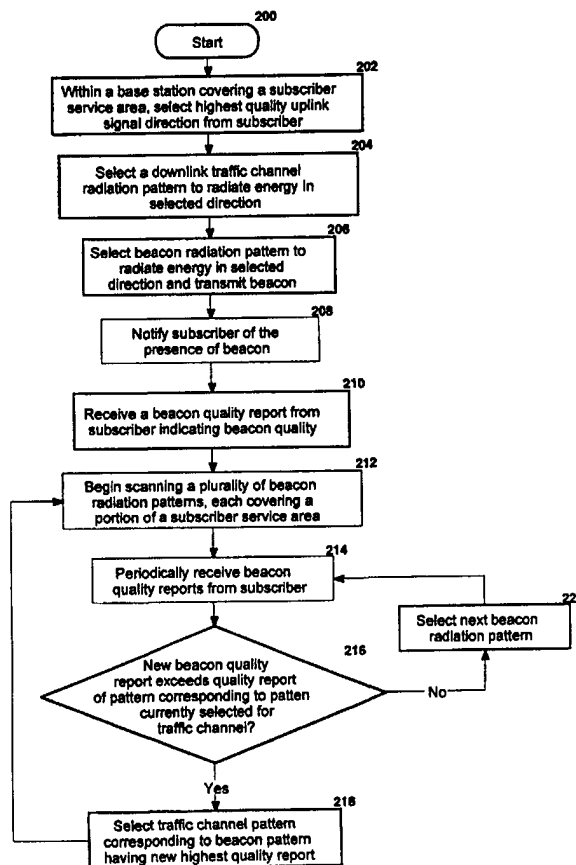 200
Start
202
Within a base station covering a subscriber
service area, select highest quality uplink
signal direction from subscriber
204
Select a downlink traffic channel
radiation pattern to radiate energy in
selected direction
206
Select beacon radiation pattern to
radiate energy in selected
direction and transmit beacon
208
Notify subscriber of the
presence of beacon
210
Receive a beacon quality report from
subscriber indicating beacon quality
212
Begin scanning a plurality of beacon
radiation patterns, each covering a
portion of a subscriber service area
214
Periodically receive beacon
quality reports from subscriber
22
Select next beacon
radiation pattern
216
New beacon quality
report exceeds quality report
of pattern corresponding to patten
currently selected for
traffic channel?
No
Yes
218
Select traffic channel pattern
corresponding to beacon pattern
having new highest quality report